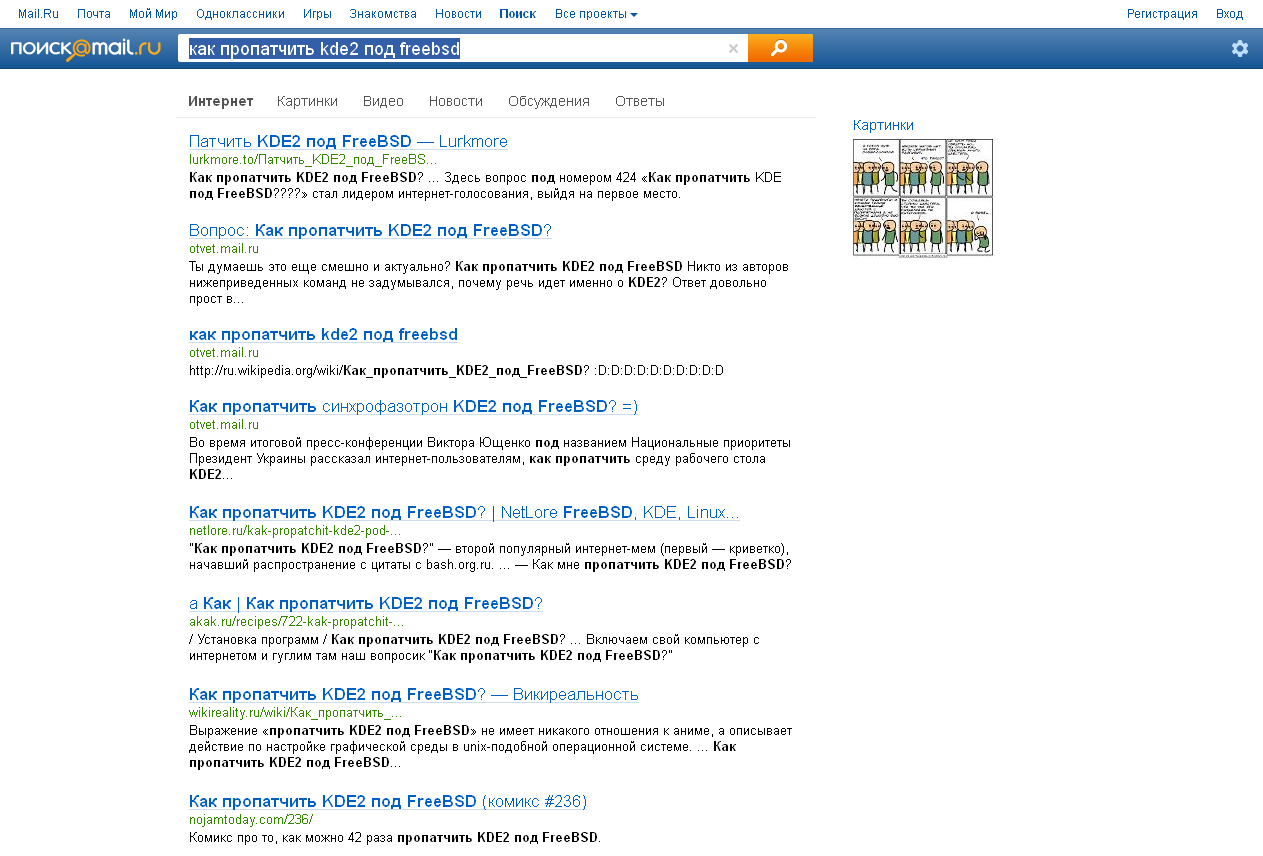 Mail.Ru Почта Мой Мир Одноклассники Игры Знакомства Новости Поиск Все проекты Регистрация Вход
поиск@mail.ru как пропатчить kde2 под freebsd
Интернет Картинки Видео Новости Обсуждения Ответы
Картинки
Патчить KDE2 под FreeBSD — Lurkmore
lurkmore.to/Патчить_KDE2_под_FreeBS...
Как пропатчить KDE2 под FreeBSD? ... Здесь вопрос под номером 424 «Как пропатчить KDE
под FreeBSD????» стал лидером интернет-голосования, выйдя на первое место.
Вопрос: Как пропатчить KDE2 под FreeBSD?
otvet.mail.ru
Ты думаешь это еще смешно и актуально? Как пропатчить KDE2 под FreeBSD Никто из авторов
нижеприведенных команд не задумывался, почему речь идет именно о KDE2? Ответ довольно
прост в...
как пропатчить kde2 под freebsd
otvet.mail.ru
http://ru.wikipedia.org/wiki/Как_пропатчить_KDE2_под_FreeBSD? :D:D:D:D:D:D:D:D:D:D
Как пропатчить синхрофазотрон KDE2 под FreeBSD? =)
otvet.mail.ru
Во время итоговой пресс-конференции Виктора Ющенко под названием Национальные приоритеты
Президент Украины рассказал интернет-пользователям, как пропатчить среду рабочего стола
KDE2...
Как пропатчить KDE2 под FreeBSD? | NetLore FreeBSD, KDE, Linux...
netlore.ru/kak-propatchit-kde2-pod-...
"Как пропатчить KDE2 под FreeBSD?" — второй популярный интернет-мем (первый — криветко),
начавший распространение с цитаты с bash.org.ru. ... — Как мне пропатчить KDE2 под FreeBSD?
а Как | Как пропатчить KDE2 под FreeBSD?
akak.ru/recipes/722-kak-propatchit-...
/ Установка программ / Как пропатчить KDE2 под FreeBSD? ... Включаем свой компьютер с
интернетом и гуглим там наш вопросик "Как пропатчить KDE2 под FreeBSD?"
Как пропатчить KDE2 под FreeBSD? — Викиреальность
wikireality.ru/wiki/Как_пропатчить_...
Выражение «пропатчить KDE2 под FreeBSD» не имеет никакого отношения к аниме, а описывает
действие по настройке графической среды в unix-подобной операционной системе. ... Как
пропатчить KDE2 под FreeBSD...
Как пропатчить KDE2 под FreeBSD (комикс #236)
nojamtoday.com/236/
Комикс про то, как можно 42 раза пропатчить KDE2 под FreeBSD.